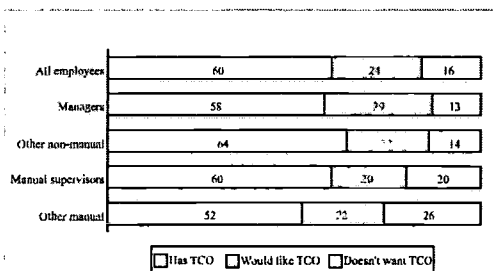 All employees 60 24 16
Managers 58 29 13
Other non-manual 64 22 14
Manual supervisors 60 20 20
Other manual 52 22 26
Has TCO Would like TCO Doesn't want TCO